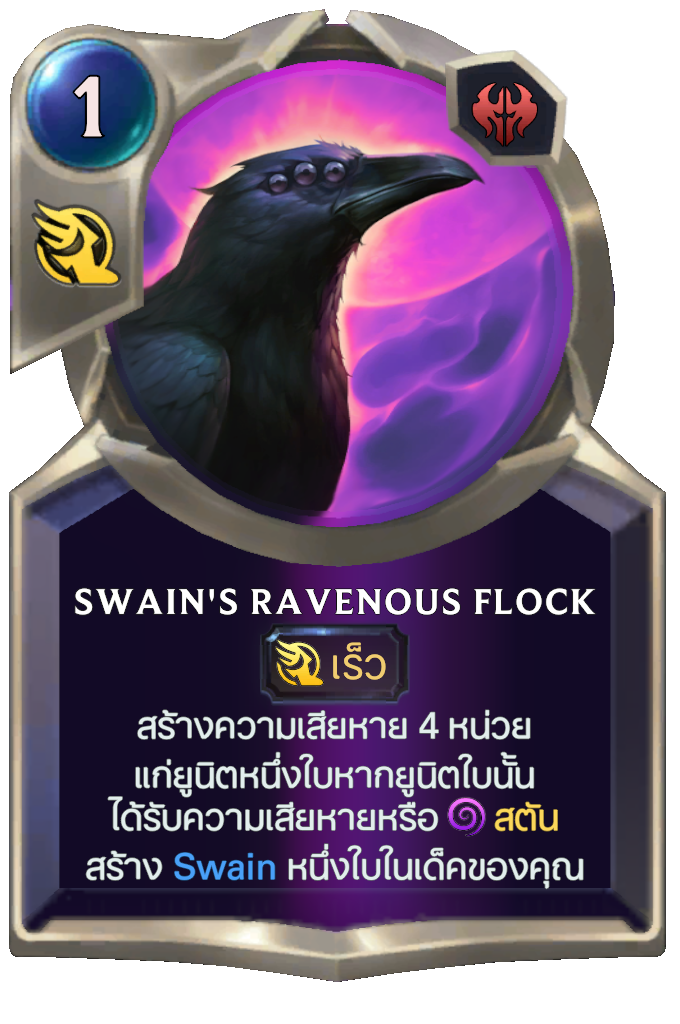 1
SWAIN'S RAVENOUS FLOCK
เร็ว
สร้างความเสียหาย 4 หน่วย
แก่ยูนิตหนึ่งใบหากยูนิตใบนั้น
ได้รับความเสียหายหรือ สตัน
สร้าง Swain หนึ่งใบในเด็คของคุณ